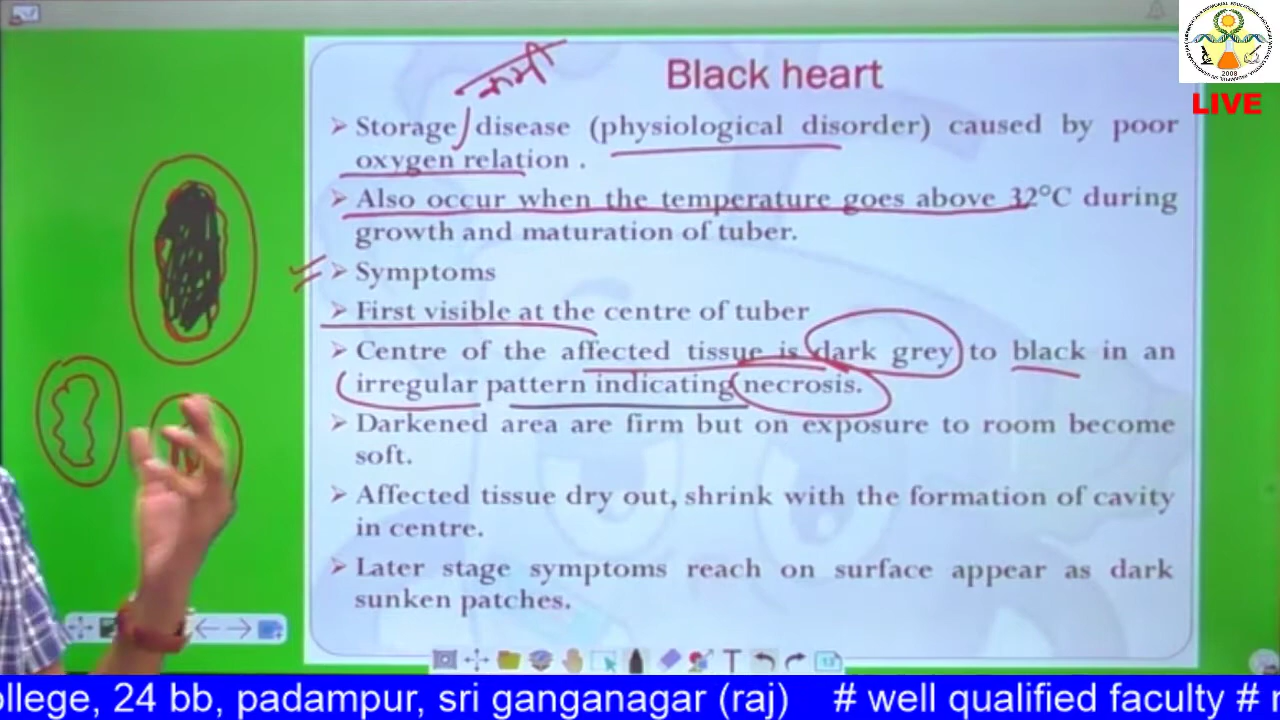 Black heart
कमी
➢ Storage disease (physiological disorder) caused by poor
oxygen relation .
➢ Also occur when the temperature goes above 32°C during
growth and maturation of tuber.
➢ Symptoms
➢ First visible at the centre of tuber
➢ Centre of the affected tissue is dark grey to black in an
irregular pattern indicating necrosis.
➢ Darkened area are firm but on exposure to room become
soft.
➢ Affected tissue dry out, shrink with the formation of cavity
in centre.
➢ Later stage symptoms reach on surface appear as dark
sunken patches.
2008
LIVE
T
13
ollege, 24 bb, padampur, sri ganganagar (raj) # well qualified faculty #